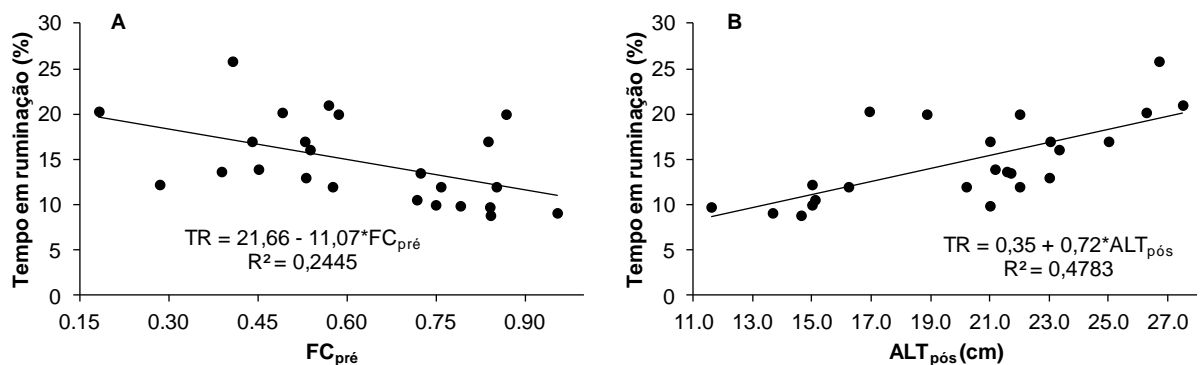 A
Tempo em ruminação (%)
30
25
20
15
10
5
0
TR = 21,66 - 11,07*FCpré
R² = 0,2445
0.15 0.30 0.45 0.60 0.75 0.90
FCpré
B
Tempo em ruminação (%)
30
25
20
15
10
5
0
TR = 0,35 + 0,72*ALTpós
R² = 0,4783
11.0 13.0 15.0 17.0 19.0 21.0 23.0 25.0 27.0
ALTpós (cm)